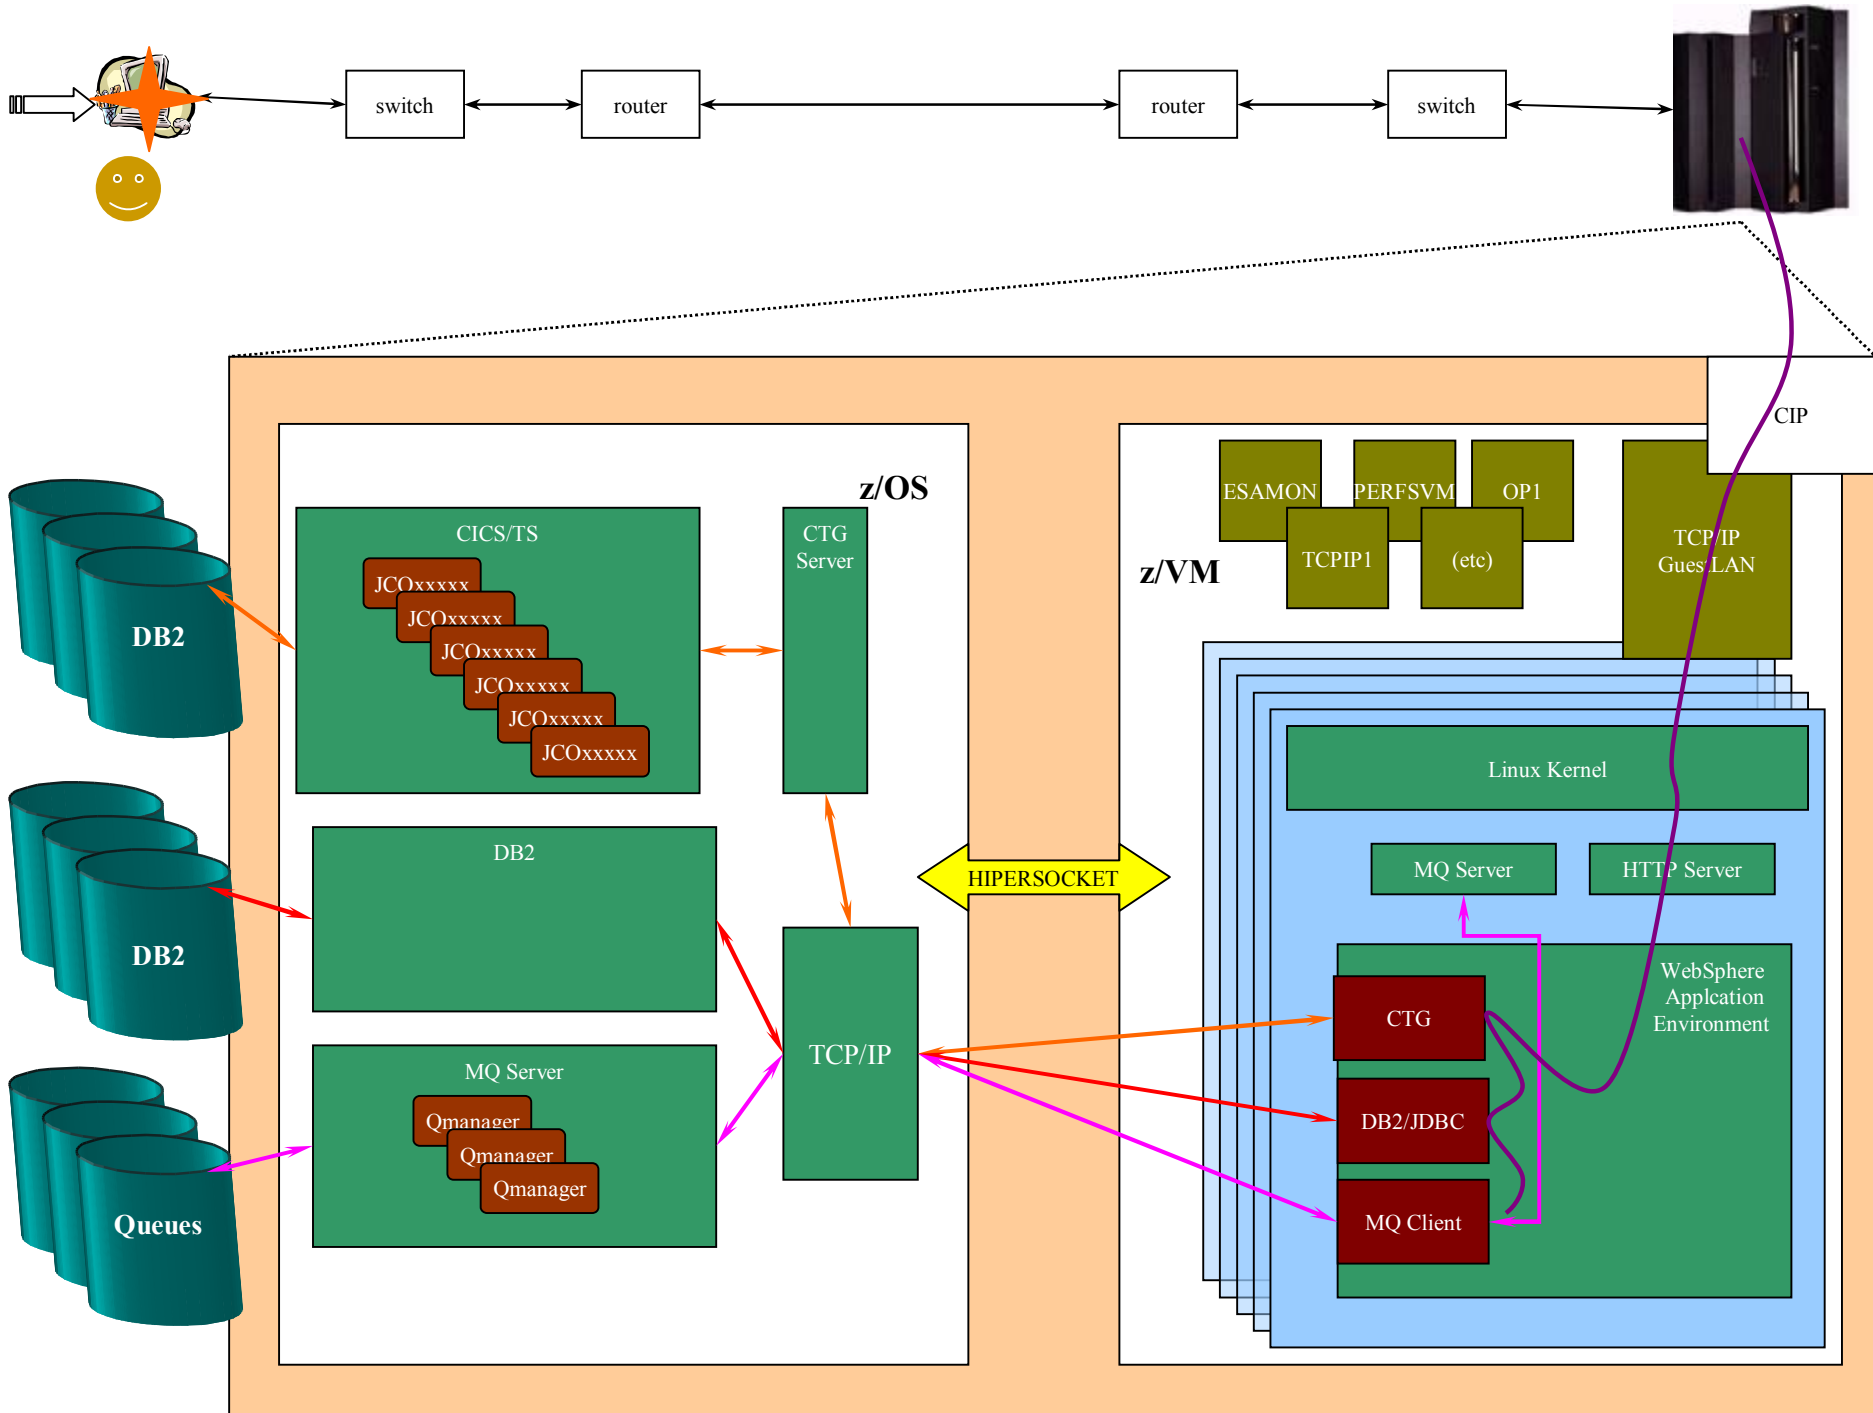 switch
router
router
switch
CIP
z/OS
CICS/TS
JCOxxxxx
JCOxxxxx
JCOxxxxx
JCOxxxxx
JCOxxxxx
JCOxxxxx
CTG
Server
DB2
DB2
DB2
MQ Server
Qmanager
Qmanager
Qmanager
Queues
TCP/IP
HIPERSOCKET
z/VM
ESAMON
PERFSVM
OP1
TCPIP1
(etc)
TCP/IP
GuestLAN
Linux Kernel
MQ Server
HTTP Server
WebSphere
Applcation
Environment
CTG
DB2/JDBC
MQ Client